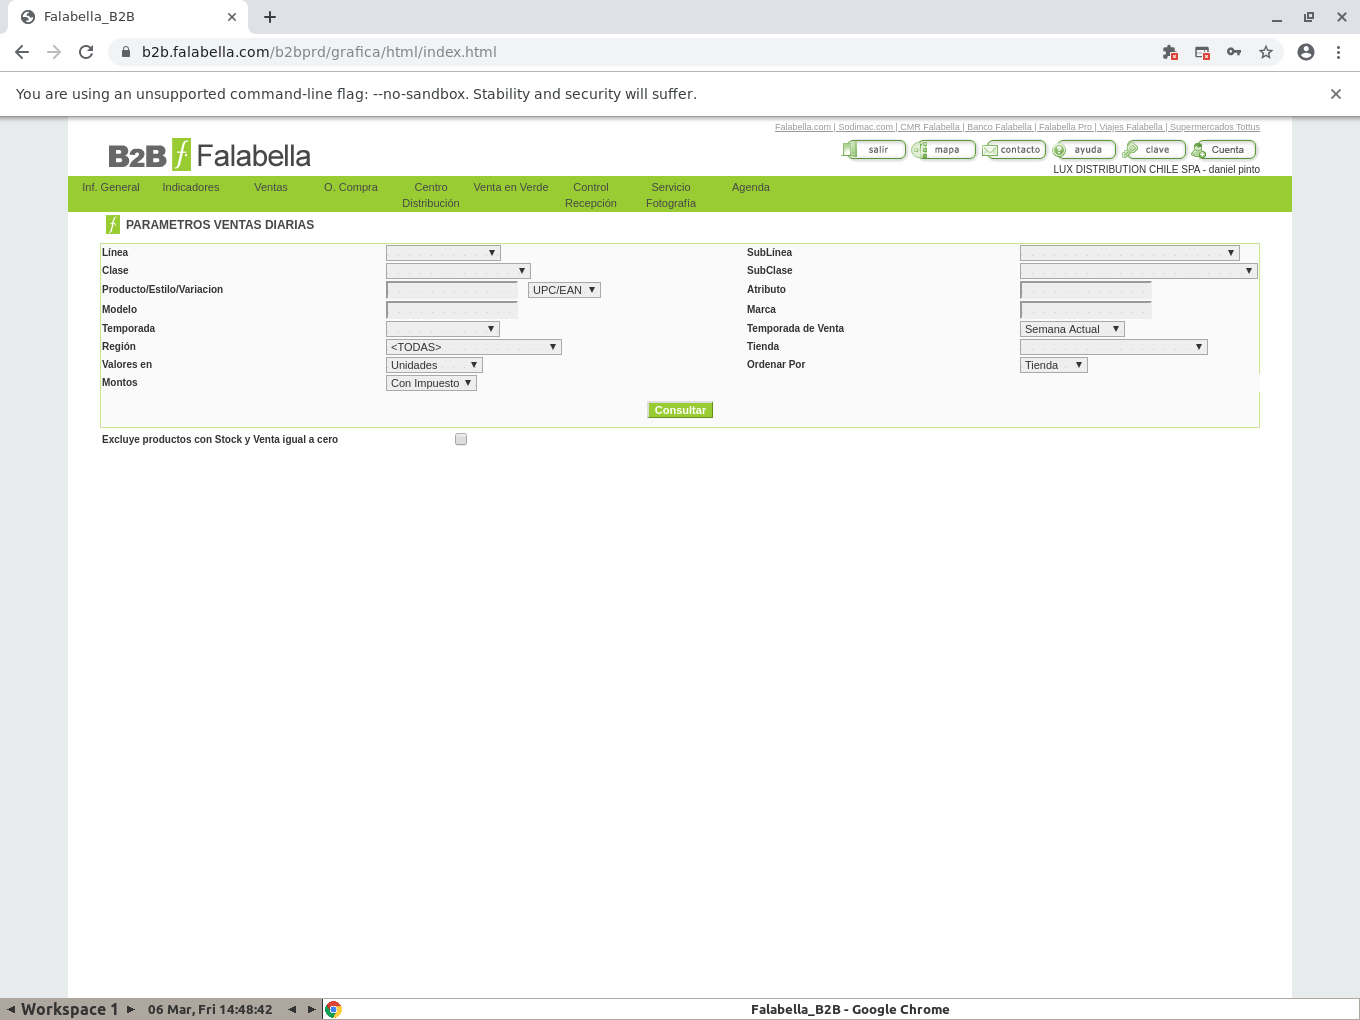 Falabella_B2B
b2b.falabella.com/b2bprd/grafica/html/index.html
You are using an unsupported command-line flag: --no-sandbox. Stability and security will suffer.
Falabella.com | Sodimac.com | CMR Falabella | Banco Falabella | Falabella Pro | Viajes Falabella | Supermercados Tottus
B2B f Falabella
salir mapa contacto ayuda clave Cuenta
LUX DISTRIBUTION CHILE SPA - daniel pinto
Inf. General Indicadores Ventas O. Compra Centro Distribución Venta en Verde Control Recepción Servicio Fotografía Agenda
PARAMETROS VENTAS DIARIAS
Línea SubLínea
Clase SubClase
Producto/Estilo/Variacion UPC/EAN Atributo
Modelo Marca
Temporada Temporada de Venta Semana Actual
Región <TODAS> Tienda
Valores en Unidades Ordenar Por Tienda
Montos Con Impuesto
Consultar
Excluye productos con Stock y Venta igual a cero
Workspace 1 06 Mar, Fri 14:48:42 Falabella_B2B - Google Chrome